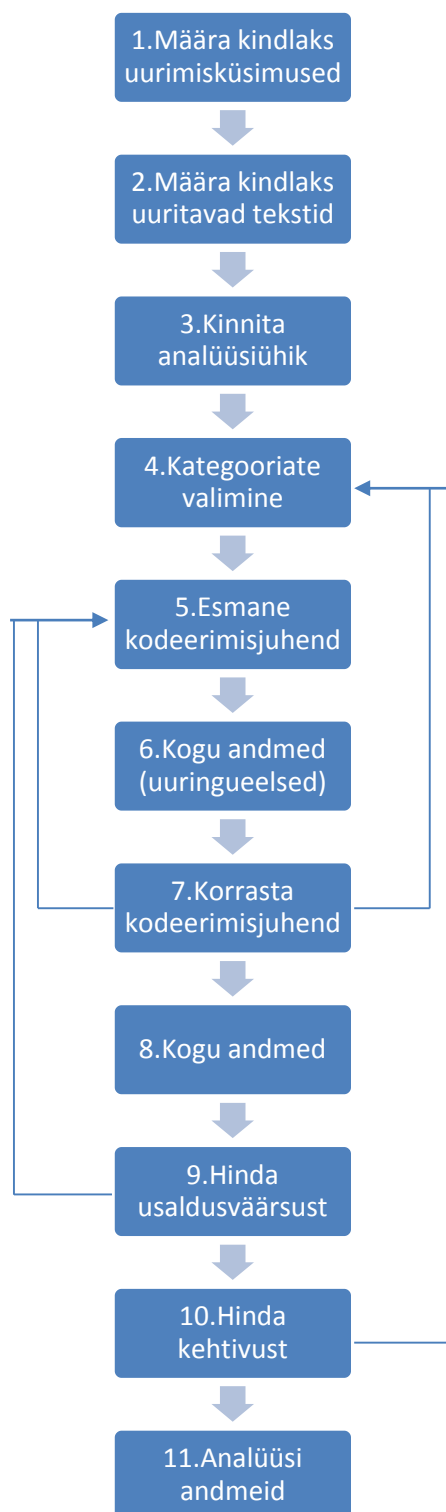 1.Määra kindlaks
uurimisküsimused
2.Määra kindlaks
uuritavad tekstid
3.Kinnita
analüüsiühik
4.Kategooriate
valimine
5.Esmane
kodeerimisjuhend
6.Kogu andmed
(uuringueelsed)
7.Korrasta
kodeerimisjuhend
8.Kogu andmed
9.Hinda
usaldusväärsust
10.Hinda
kehtivust
11.Analüüsi
andmeid